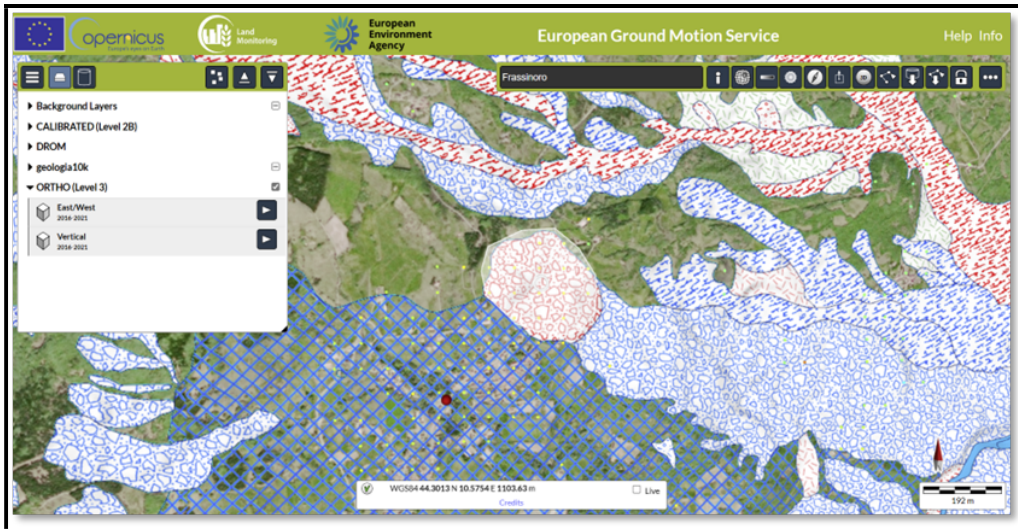 opernicus
Europe's eyes on Earth
Land
Monitoring
European
Environment
Agency
European Ground Motion Service
Help Info
Frassinoro
Background Layers
CALIBRATED (Level 2B)
DROM
geologia10k
ORTHO (Level 3)
East/West
2016-2021
Vertical
2016-2021
WGS84 44.3013 N 10.5754 E 1103.63 m
Live
Credits
192 m